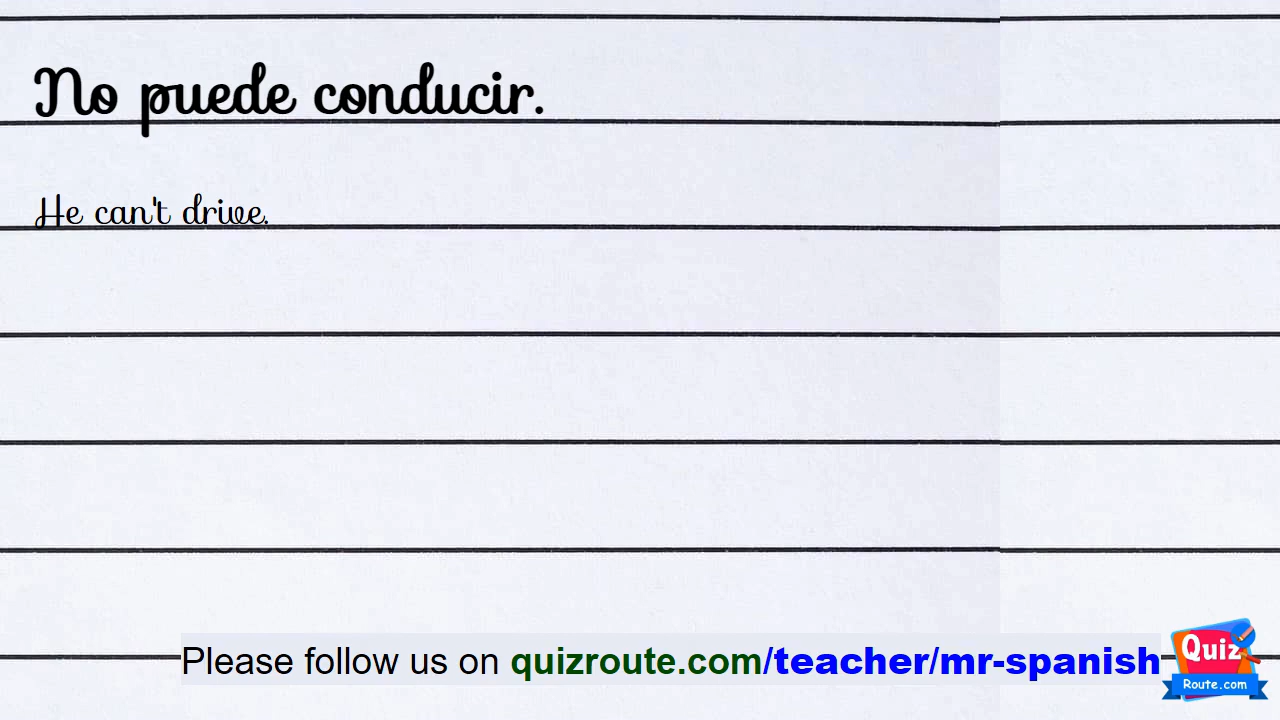 No puede conducir.
He can't drive.
Please follow us on quizroute.com/teacher/mr-spanish
Quiz
Route.com